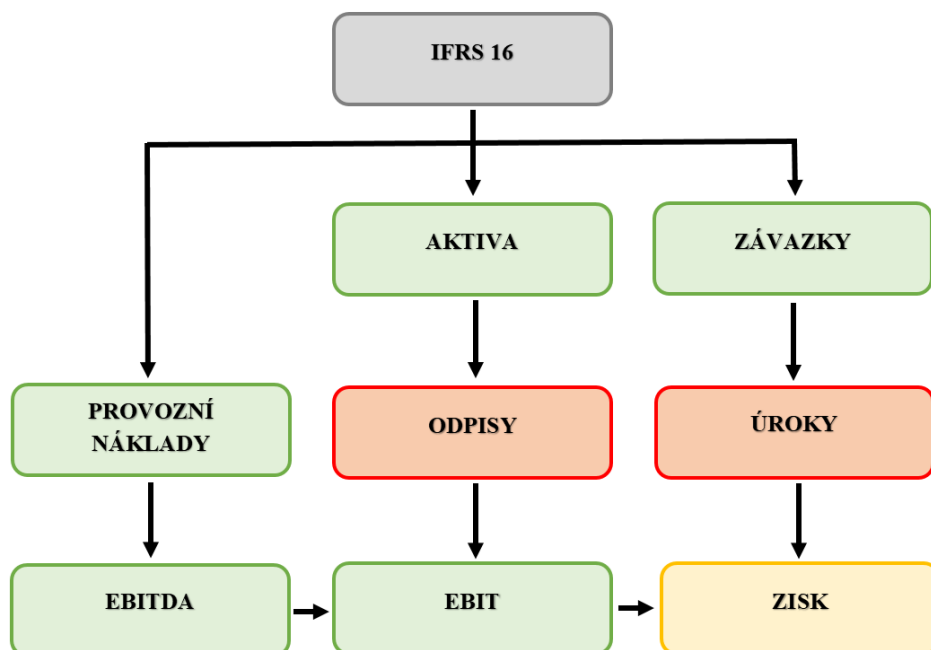 IFRS 16
AKTIVA
ZÁVAZKY
PROVOZNÍ
NÁKLADY
ODPISY
ÚROKY
EBITDA
EBIT
ZISK